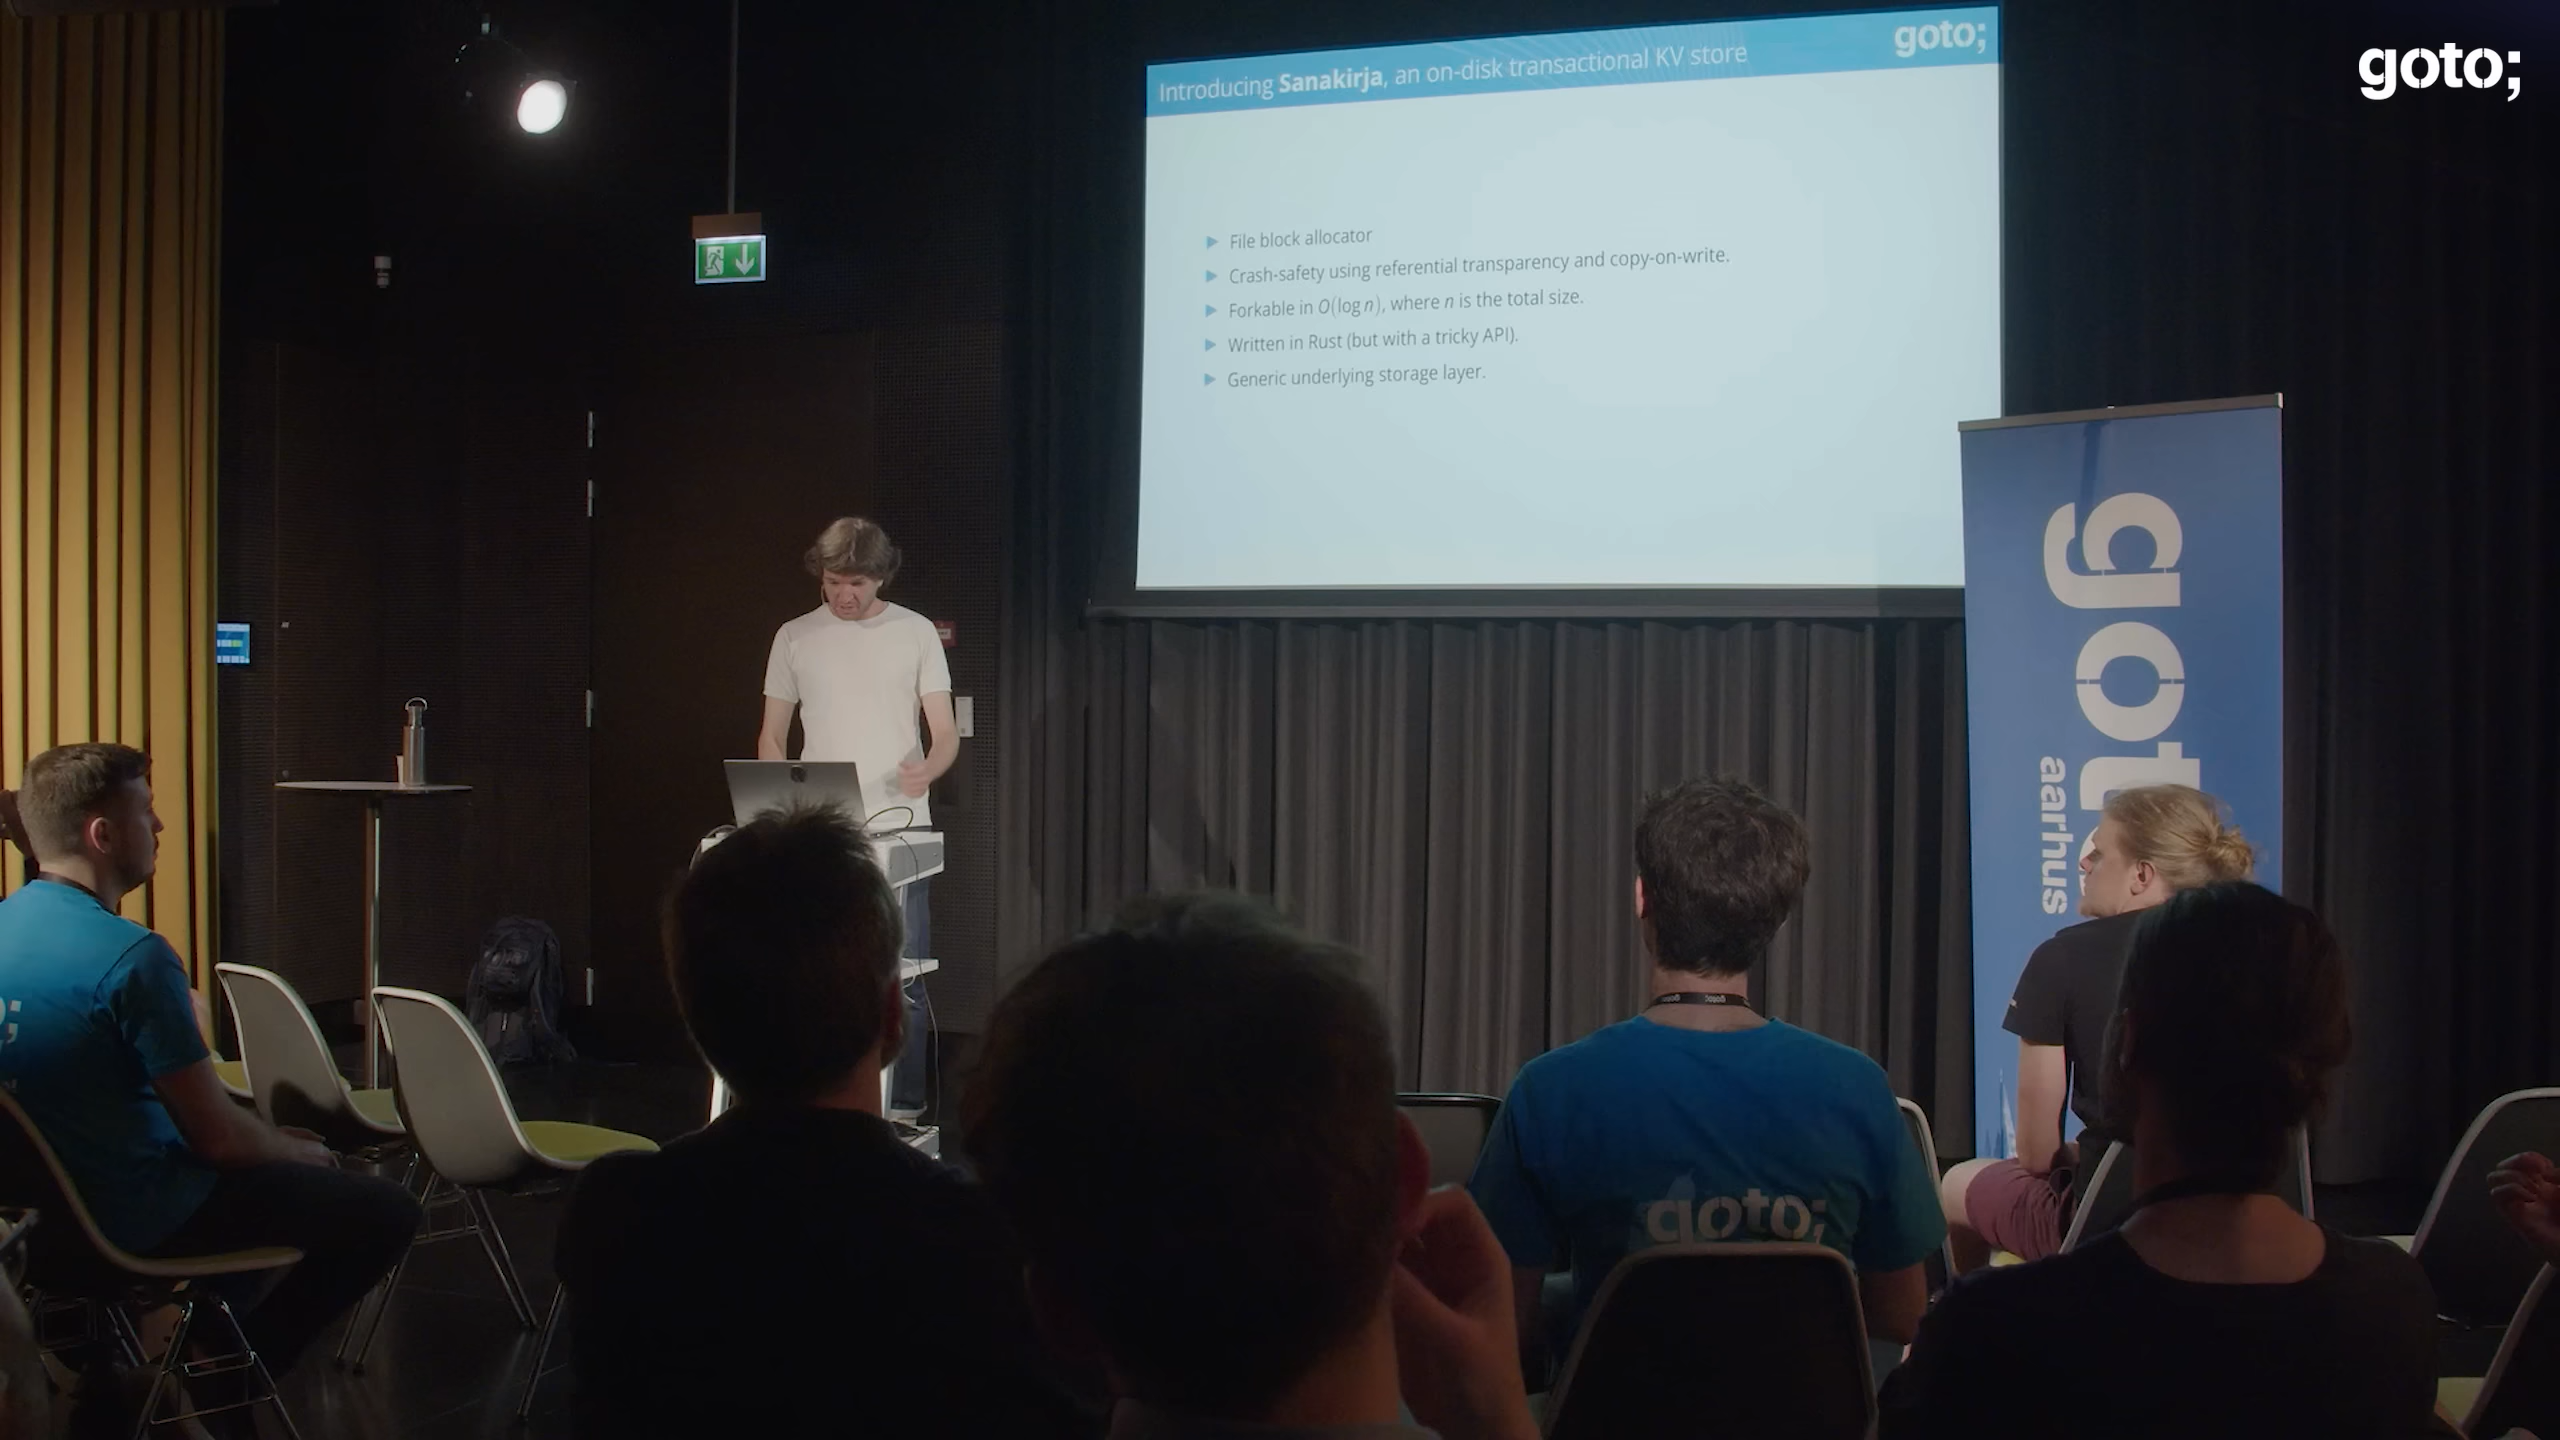 Introducing Sanakirja, an on-disk transactional KV store
goto;
goto;
File block allocator
Crash-safety using referential transparency and copy-on-write.
Forkable in O(log n), where n is the total size.
Written in Rust (but with a tricky API).
Generic underlying storage layer.
goto
aarhus
goto;